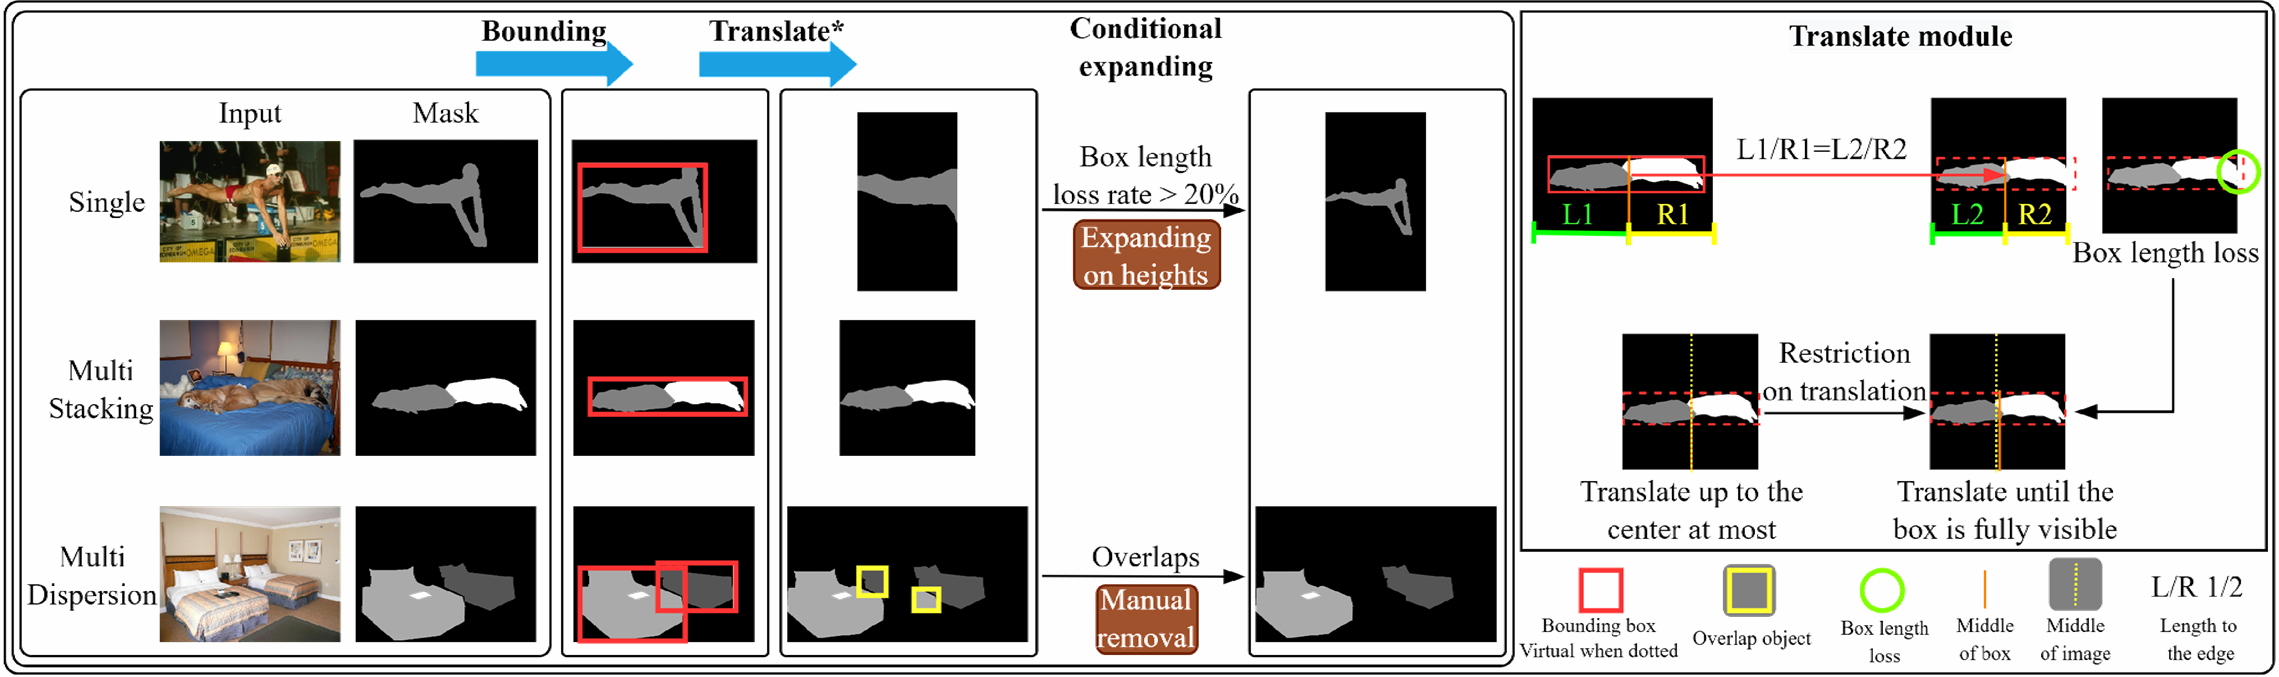 Bounding
Translate*
Conditional
expanding
Translate module
Input
Mask
Single
Box length
loss rate > 20%
Expanding
on heights
L1/R1=L2/R2
L1
R1
L2
R2
Box length loss
Multi
Stacking
Restriction
on translation
Translate up to the
center at most
Translate until the
box is fully visible
Multi
Dispersion
Overlaps
Manual
removal
Bounding box
Virtual when dotted
Overlap object
Box length
loss
Middle
of box
Middle
of image
L/R 1/2
Length to
the edge